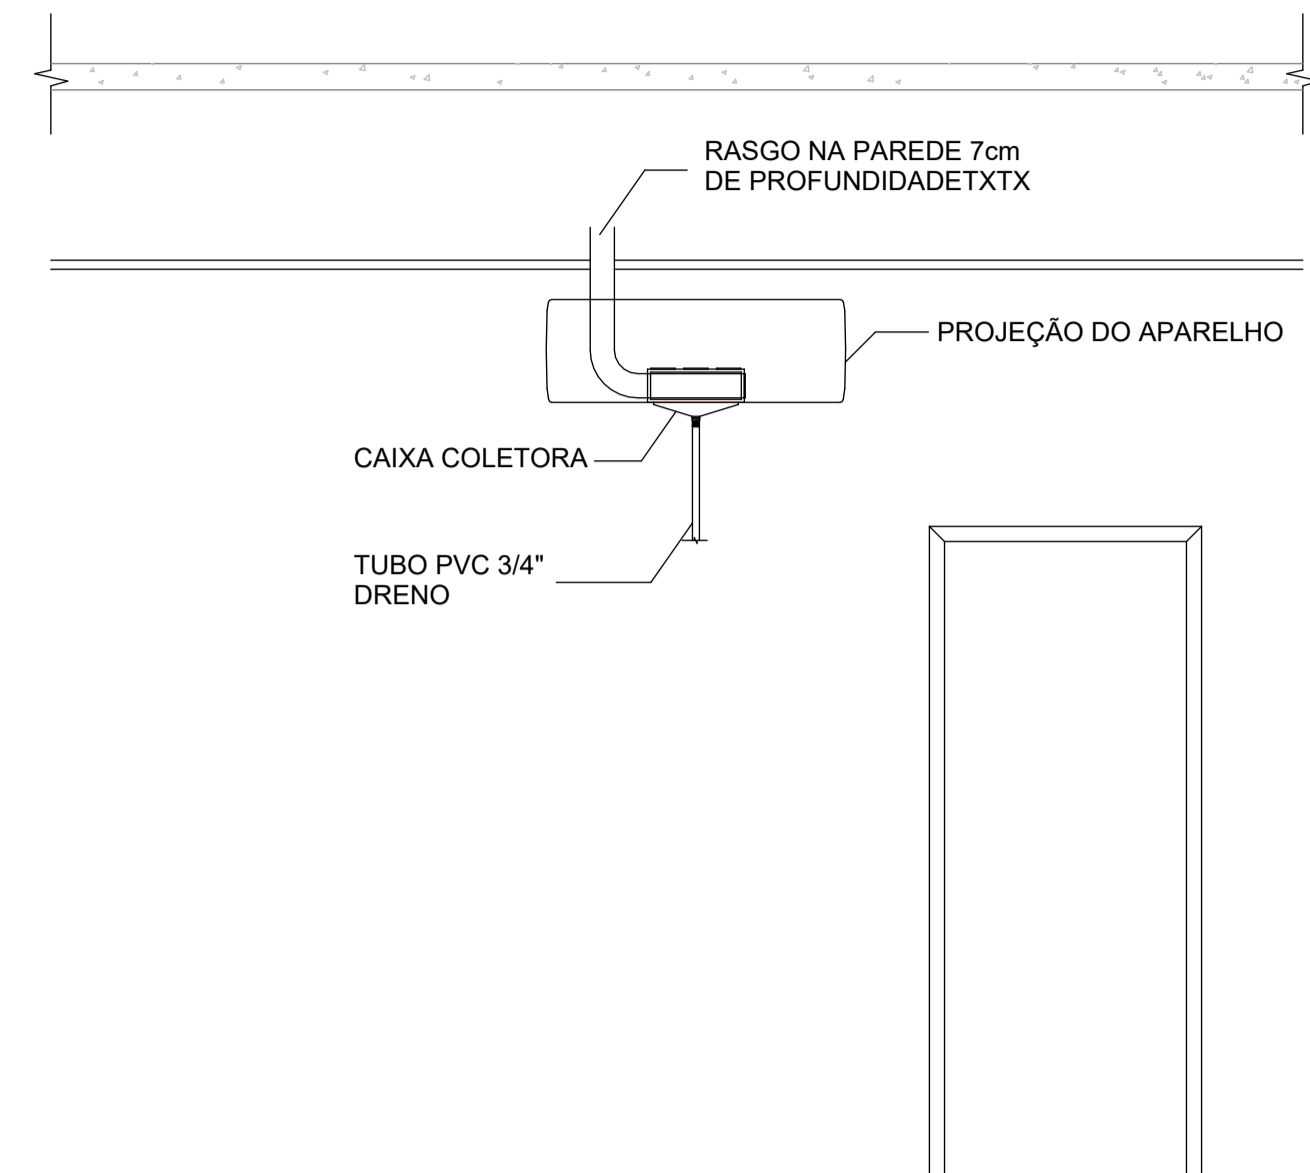 RASGO NA PAREDE 7cm
DE PROFUNDIDADETXTX
PROJEÇÃO DO APARELHO
CAIXA COLETORA
TUBO PVC 3/4"
DRENO